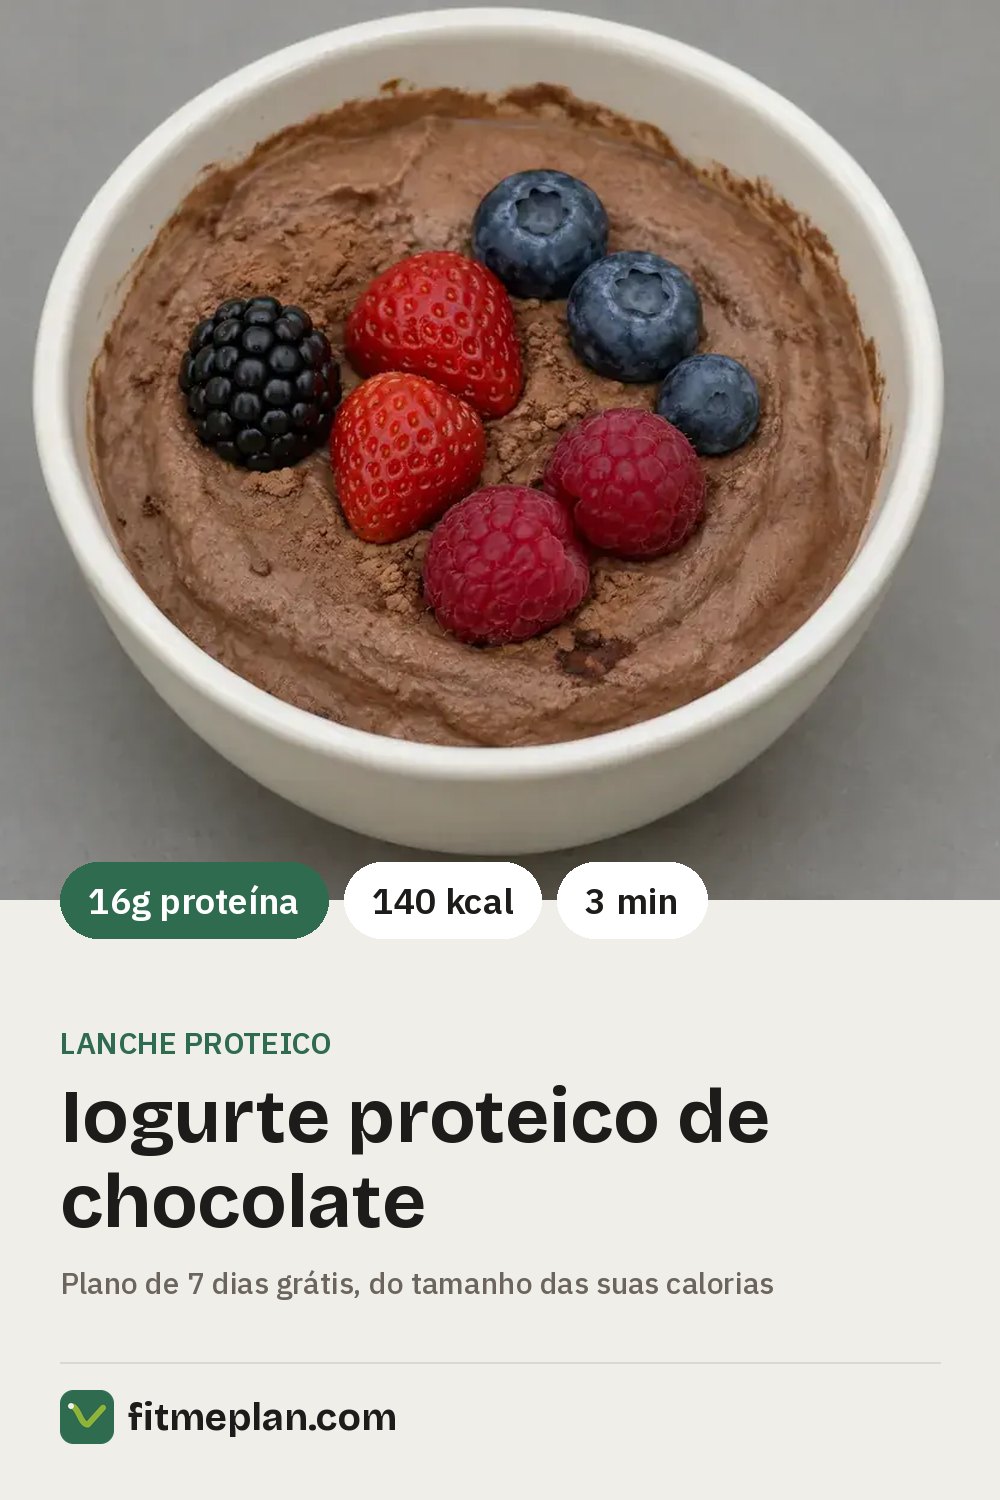 16g proteína
140 kcal
3 min
LANCHE PROTEICO
Iogurte proteico de
chocolate
Plano de 7 dias grátis, do tamanho das suas calorias
fitmeplan.com